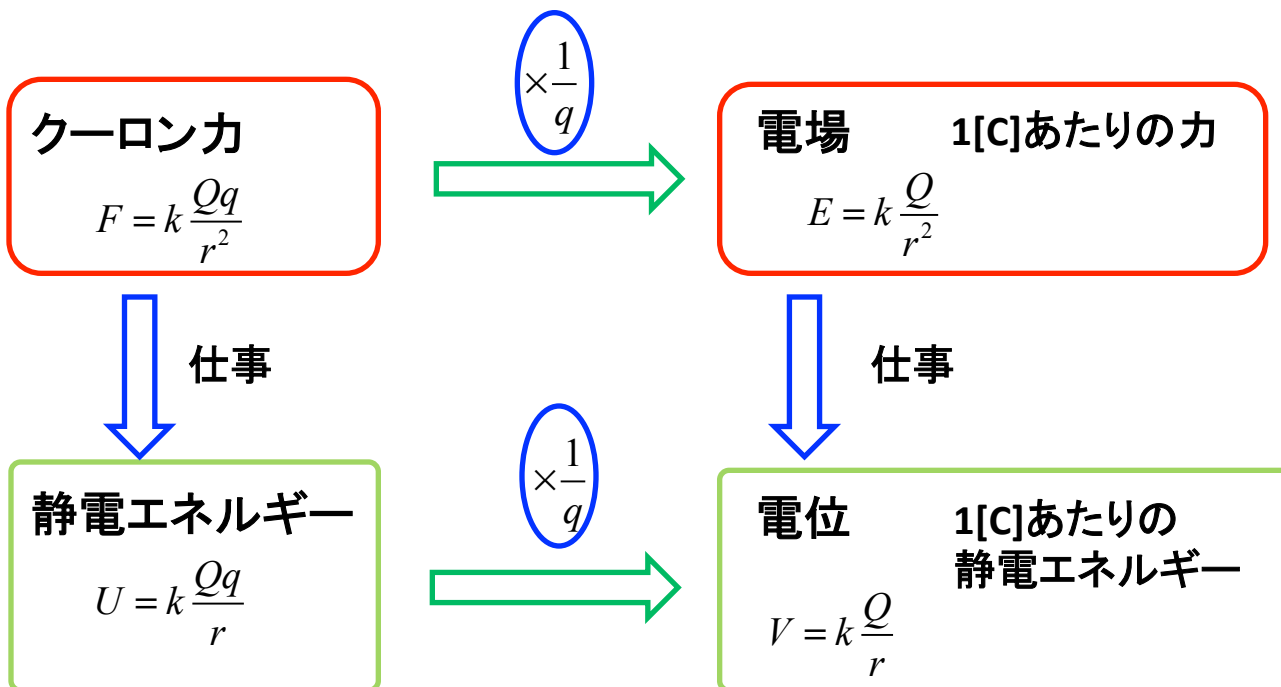 ×1/q
クーロン力
F = k Qq/r²
電場 1[C]あたりの力
E = k Q/r²
仕事
仕事
×1/q
静電エネルギー
U = k Qq/r
電位 1[C]あたりの
静電エネルギー
V = k Q/r